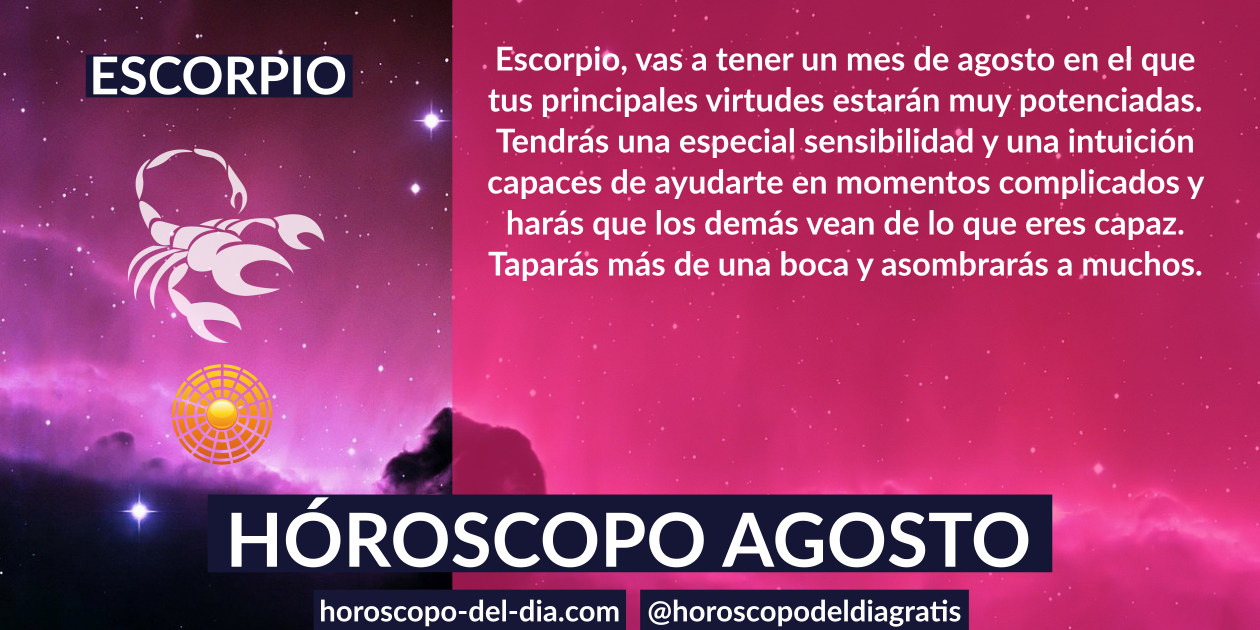 ESCORPIO
Escorpio, vas a tener un mes de agosto en el que
tus principales virtudes estarán muy potenciadas.
Tendrás una especial sensibilidad y una intuición
capaces de ayudarte en momentos complicados y
harás que los demás vean de lo que eres capaz.
Taparás más de una boca y asombrarás a muchos.
HÓROSCOPO AGOSTO
horoscopo-del-dia.com @horoscopodeldiagratis